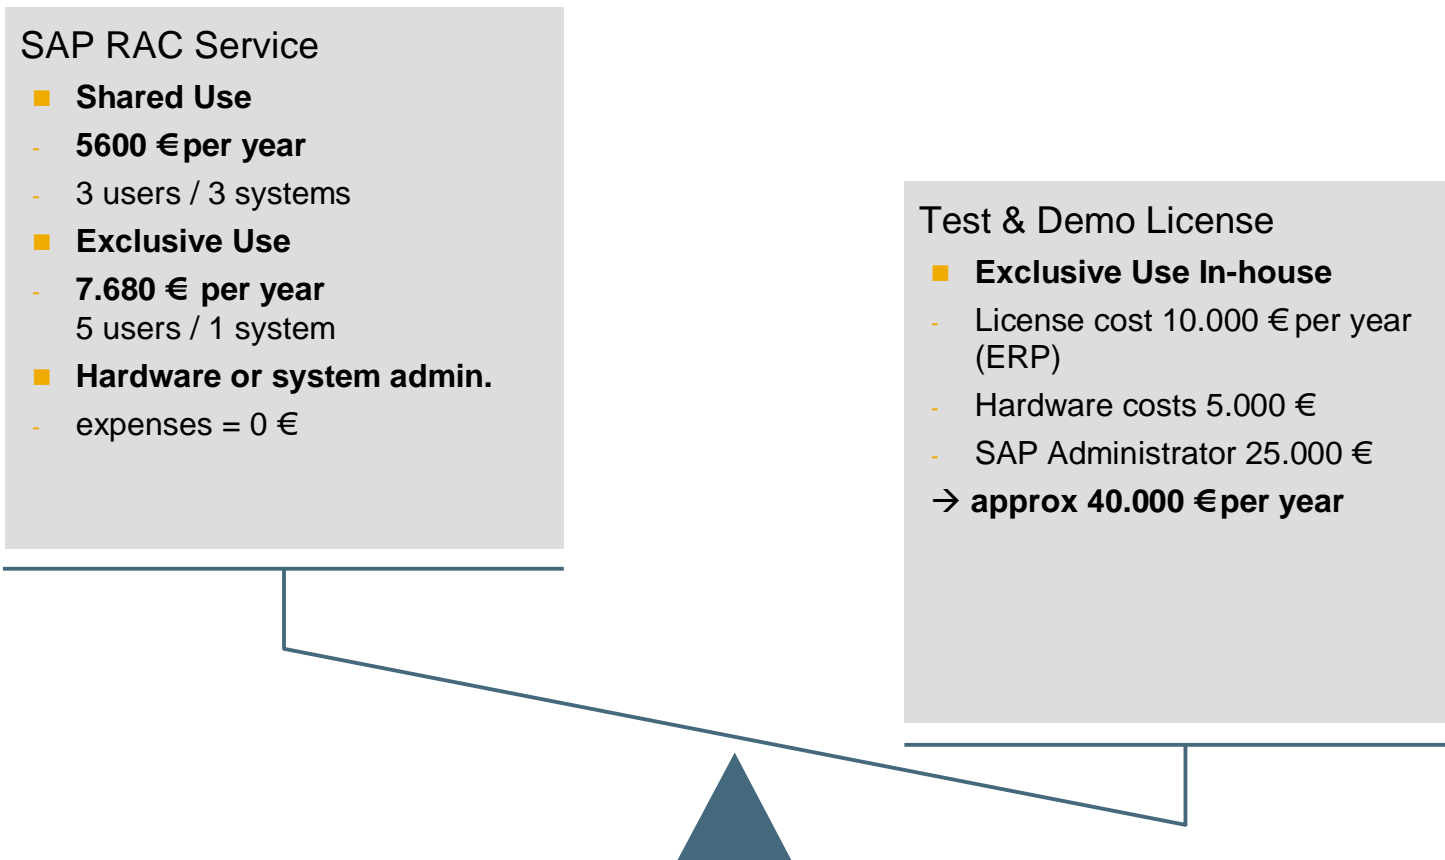 SAP RAC Service
■ Shared Use
- 5600 € per year
- 3 users / 3 systems
■ Exclusive Use
- 7.680 € per year
5 users / 1 system
■ Hardware or system admin.
- expenses = 0 €
Test & Demo License
■ Exclusive Use In-house
- License cost 10.000 € per year
(ERP)
- Hardware costs 5.000 €
- SAP Administrator 25.000 €
→ approx 40.000 € per year